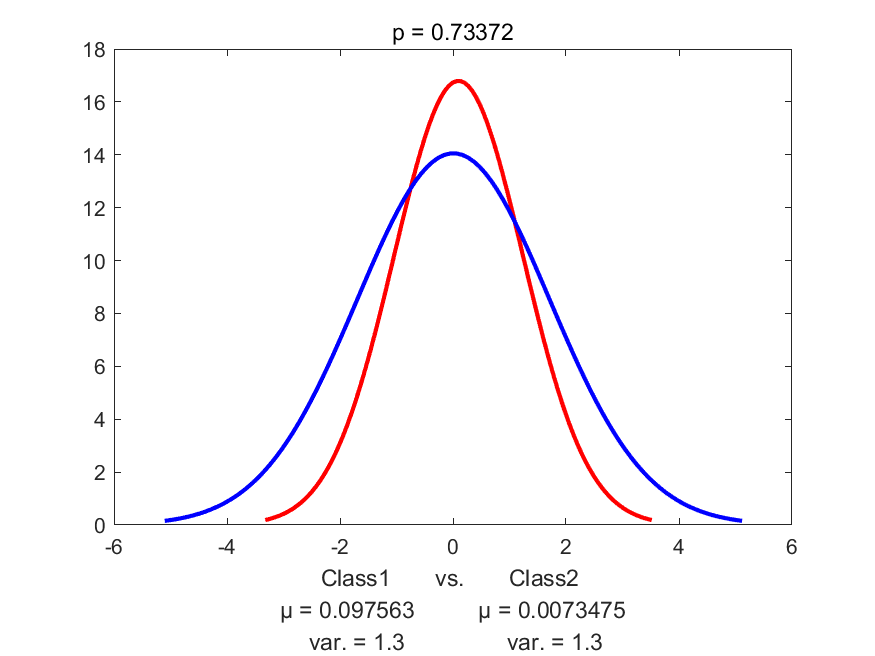 p = 0.73372
18
16
14
12
10
8
6
4
2
0
-6 -4 -2 0 2 4 6
Class1 vs. Class2
μ = 0.097563 μ = 0.0073475
var. = 1.3 var. = 1.3